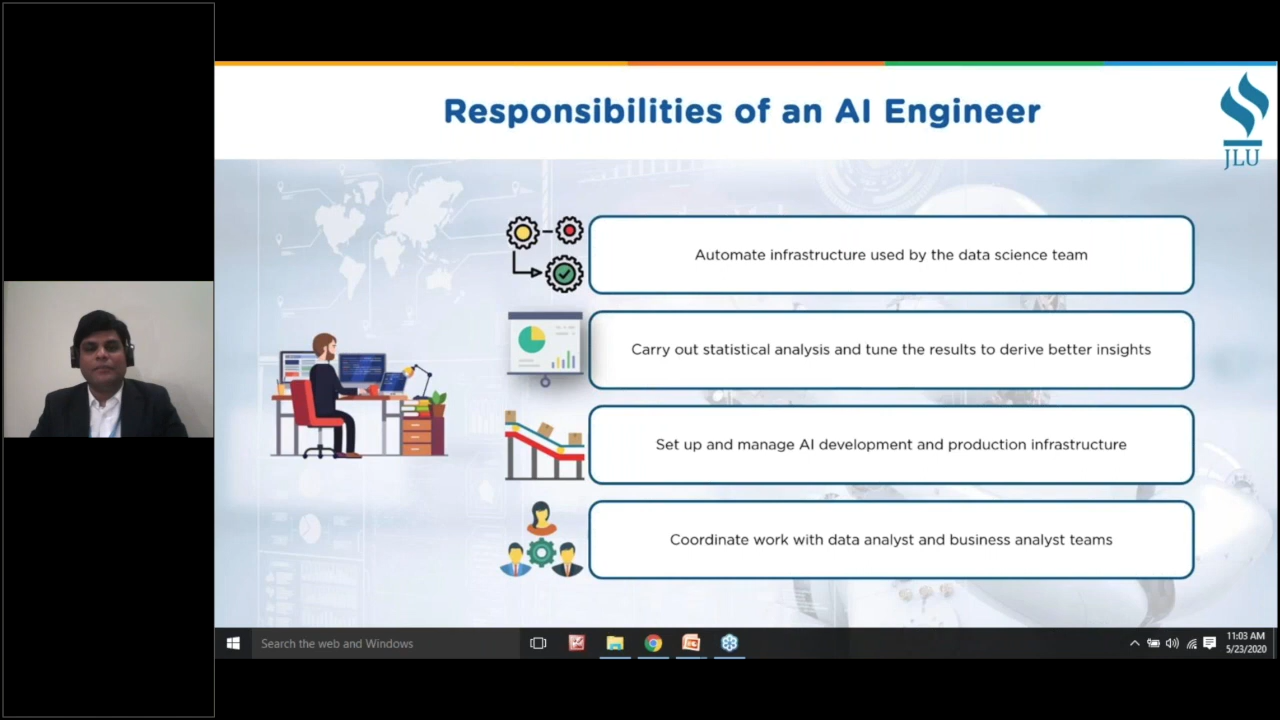 Responsibilities of an AI Engineer
JLU
Automate infrastructure used by the data science team
Carry out statistical analysis and tune the results to derive better insights
Set up and manage AI development and production infrastructure
Coordinate work with data analyst and business analyst teams
Search the web and Windows
11:03 AM
5/23/2020